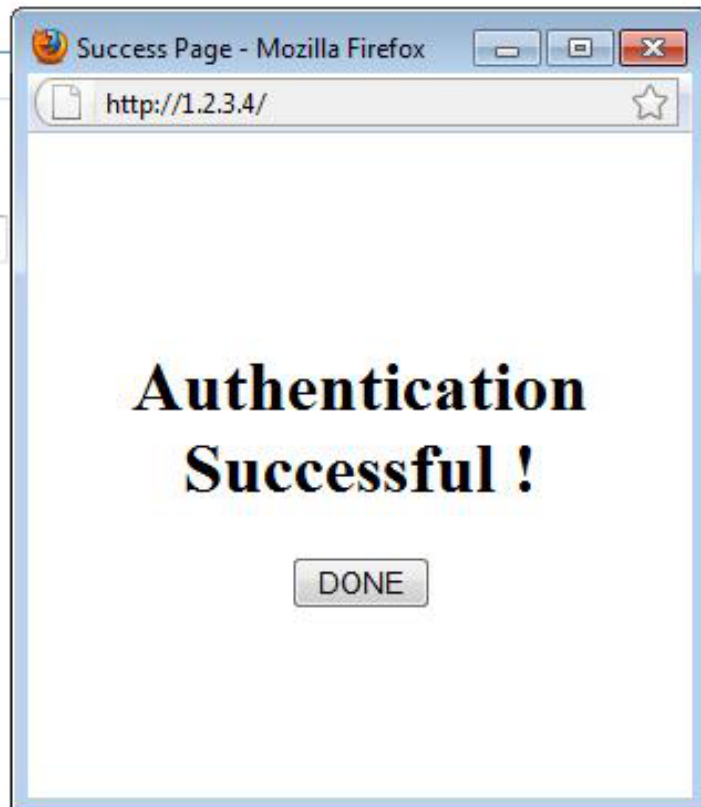 Success Page - Mozilla Firefox
http://1.2.3.4/
Authentication
Successful !
DONE